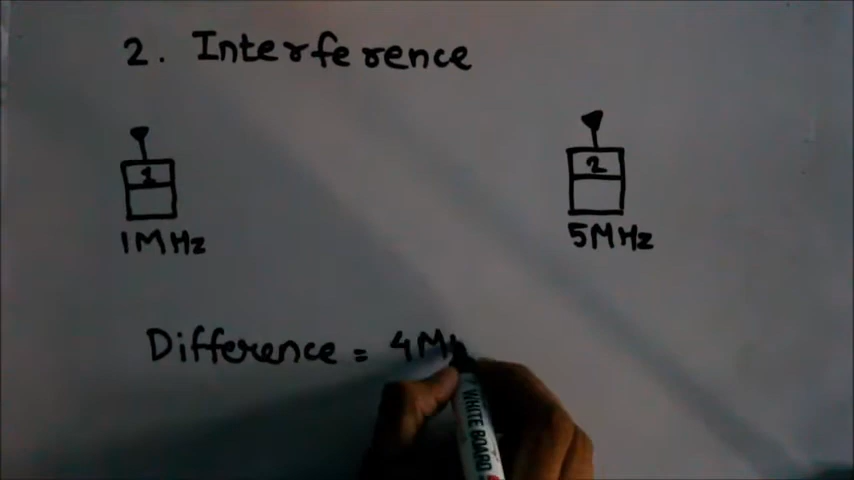 2. Interference
1
2
1MHz
5MHz
Difference = 4M
WHITE BOARD